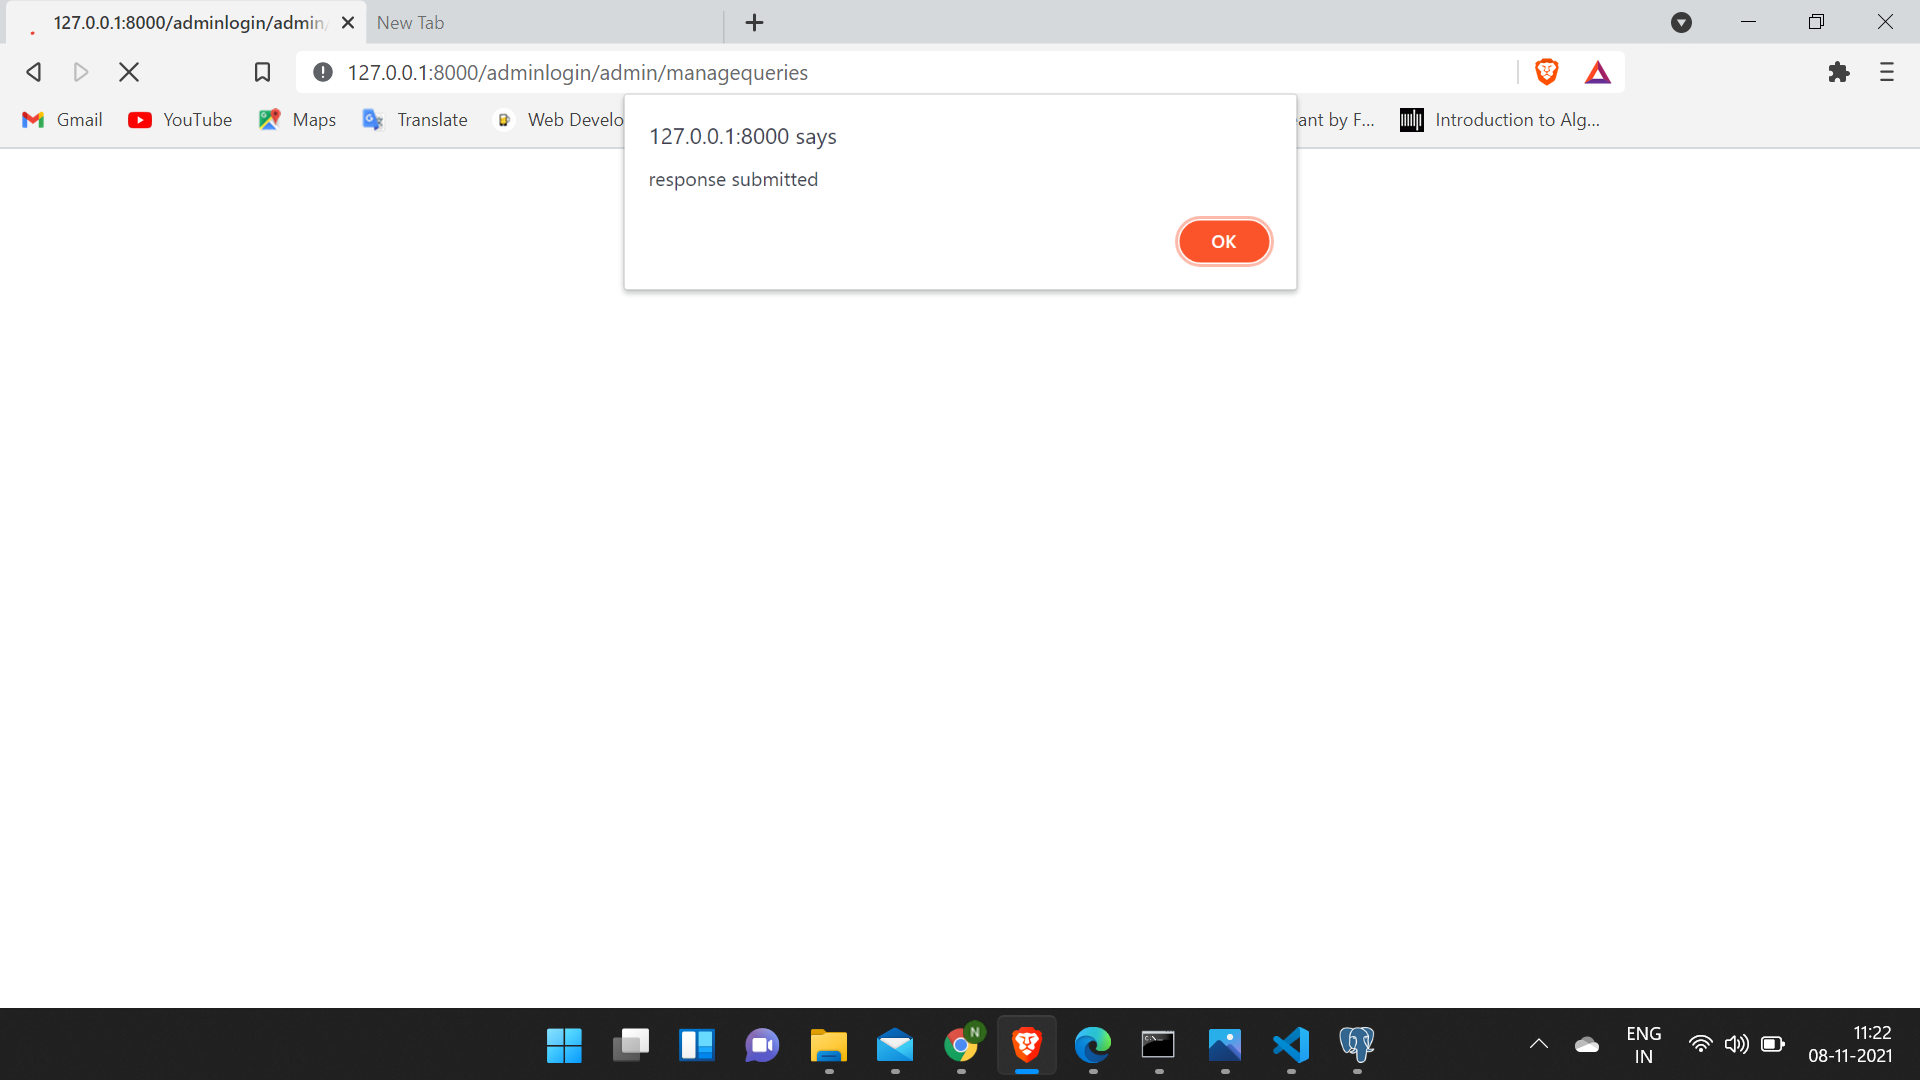 127.0.0.1:8000/adminlogin/admin/
New Tab
127.0.0.1:8000/adminlogin/admin/managequeries
Gmail
YouTube
Maps
Translate
Web Develo
ant by F...
Introduction to Alg...
127.0.0.1:8000 says
response submitted
OK
N
ENG
IN
11:22
08-11-2021